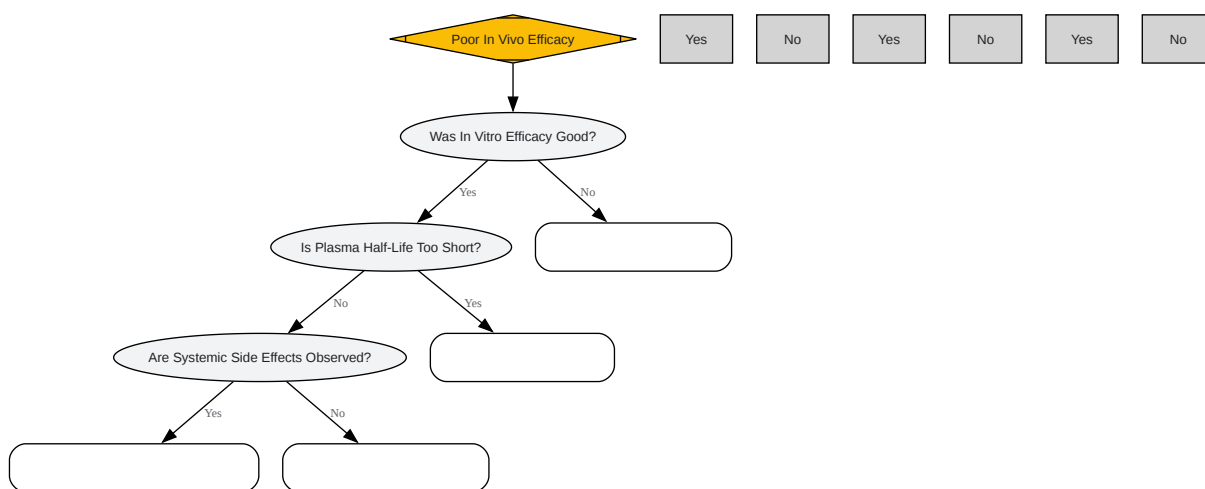 Poor In Vivo Efficacy
Yes
No
Yes
No
Yes
No
Was In Vitro Efficacy Good?
Yes
No
Is Plasma Half-Life Too Short?
No
Yes
Are Systemic Side Effects Observed?
Yes
No